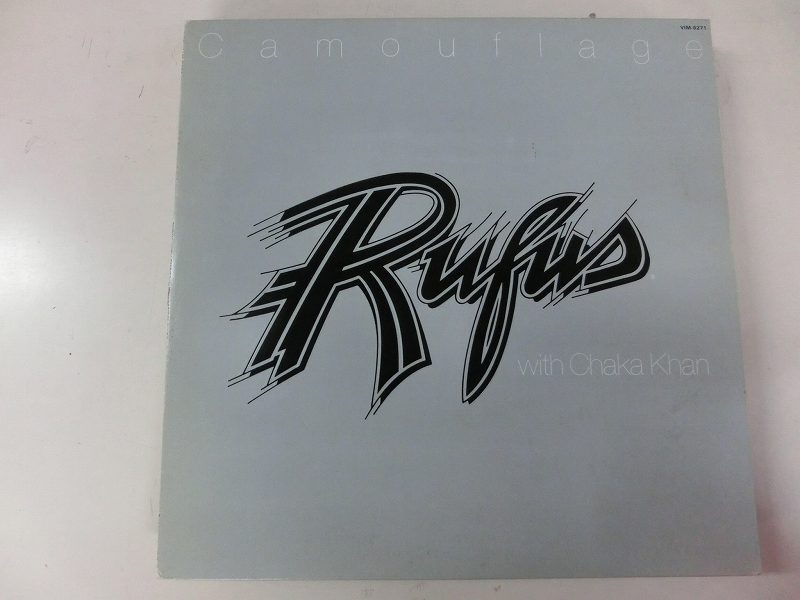 VIM-6271
Camouflage
Rufus
with Chaka Khan